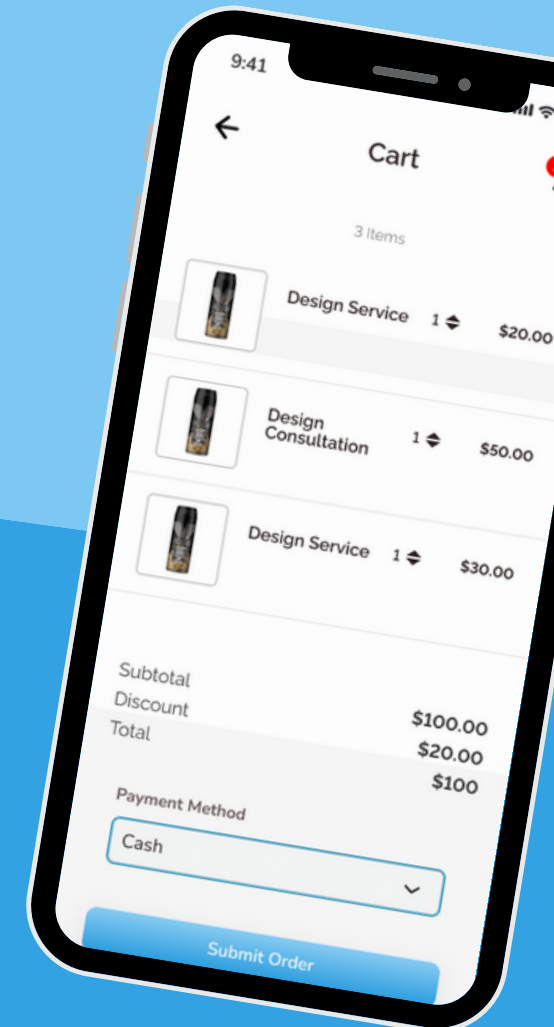 9:41
Cart
3 Items
Design Service 1 $20.00
Design
Consultation 1 $50.00
Design Service 1 $30.00
Subtotal $100.00
Discount $20.00
Total $100
Payment Method
Cash
Submit Order